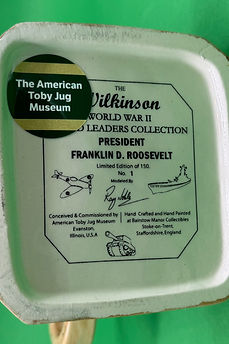 The American
Toby Jug
Museum
THE
Wilkinson
WORLD WAR II
LEADERS COLLECTION
PRESIDENT
FRANKLIN D. ROOSEVELT
Limited Edition of 150.
No. 1
Modeled By
Conceived & Commissioned by
American Toby Jug Museum
Evanston,
Illinois, U.S.A
Hand Crafted and Hand Painted
at Bairstow Manor Collectibles
Stoke-on-Trent,
Staffordshire, England